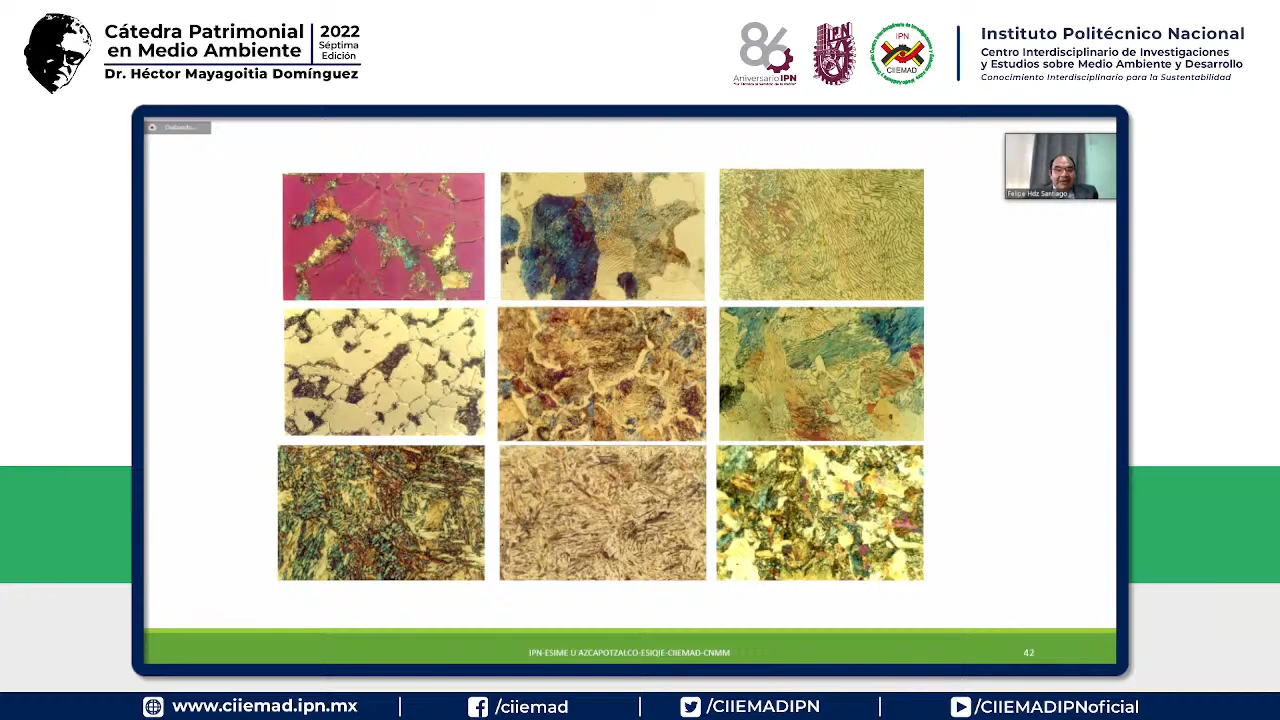 Cátedra Patrimonial
en Medio Ambiente
Dr. Héctor Mayagoitia Domínguez
2022
Séptima
Edición
86
Aniversario IPN
IPN
IPN
CIIEMAD
Instituto Politécnico Nacional
Centro Interdisciplinario de Investigaciones
y Estudios sobre Medio Ambiente y Desarrollo
Conocimiento Interdisciplinario para la Sustentabilidad
Felipe Hdz Santiago
IPN-ESIME U AZCAPOTZALCO-ESIQIE-CIIEMAD-CNMM
42
www.ciiemad.ipn.mx
/ciiemad
/CIIEMADIPN
/CIIEMADIPNoficial